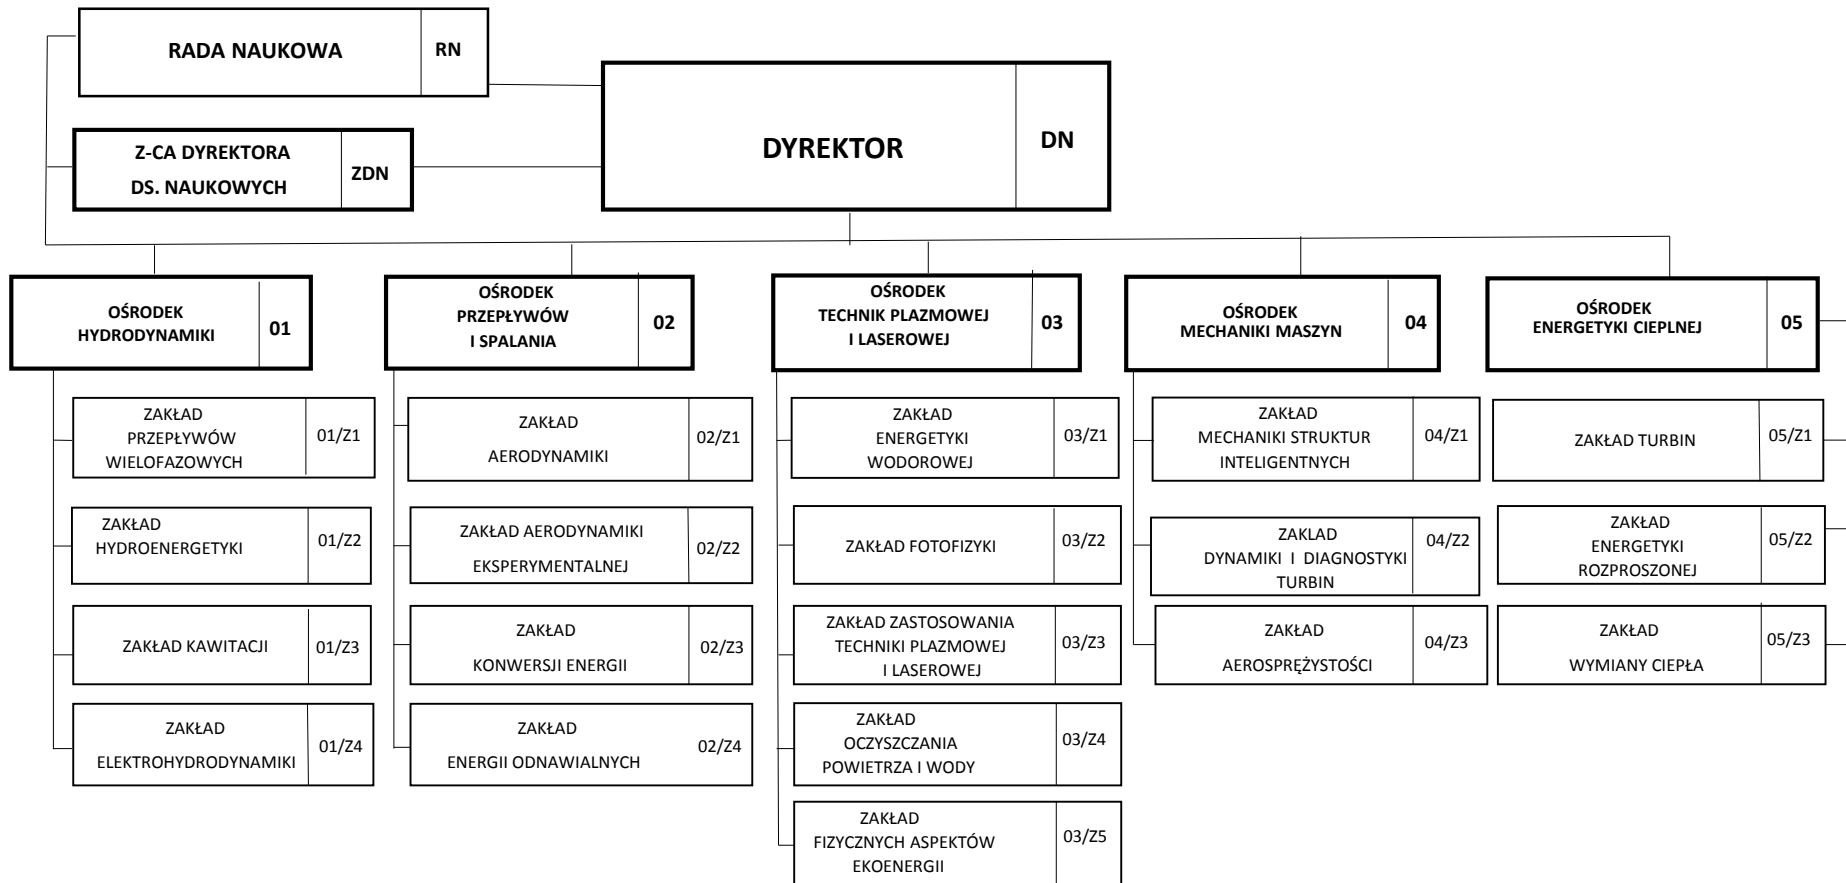 RADA NAUKOWA
RN
Z-CA DYREKTORA
DS. NAUKOWYCH
ZDN
DYREKTOR
DN
OŚRODEK
HYDRODYNAMIKI
01
OŚRODEK
PRZEPŁYWÓW
I SPALANIA
02
OŚRODEK
TECHNIK PLAZMOWEJ
I LASEROWEJ
03
OŚRODEK
MECHANIKI MASZYN
04
OŚRODEK
ENERGETYKI CIEPLNEJ
05
ZAKŁAD
PRZEPŁYWÓW
WIELOFAZOWYCH
01/Z1
ZAKŁAD
HYDROENERGETYKI
01/Z2
ZAKŁAD KAWITACJI
01/Z3
ZAKŁAD
ELEKTROHYDRODYNAMIKI
01/Z4
ZAKŁAD
AERODYNAMIKI
02/Z1
ZAKŁAD AERODYNAMIKI
EKSPERYMENTALNEJ
02/Z2
ZAKŁAD
KONWERSJI ENERGII
02/Z3
ZAKŁAD
ENERGII ODNAWIALNYCH
02/Z4
ZAKŁAD
ENERGETYKI
WODOROWEJ
03/Z1
ZAKŁAD FOTOFIZYKI
03/Z2
ZAKŁAD ZASTOSOWANIA
TECHNIKI PLAZMOWEJ
I LASEROWEJ
03/Z3
ZAKŁAD
OCZYSZCZANIA
POWIETRZA I WODY
03/Z4
ZAKŁAD
FIZYCZNYCH ASPEKTÓW
EKOENERGII
03/Z5
ZAKŁAD
MECHANIKI STRUKTUR
INTELIGENTNYCH
04/Z1
ZAKLAD
DYNAMIKI I DIAGNOSTYKI
TURBIN
04/Z2
ZAKŁAD
AEROSPRĘŻYSTOŚCI
04/Z3
ZAKŁAD TURBIN
05/Z1
ZAKŁAD
ENERGETYKI
ROZPROSZONEJ
05/Z2
ZAKŁAD
WYMIANY CIEPŁA
05/Z3